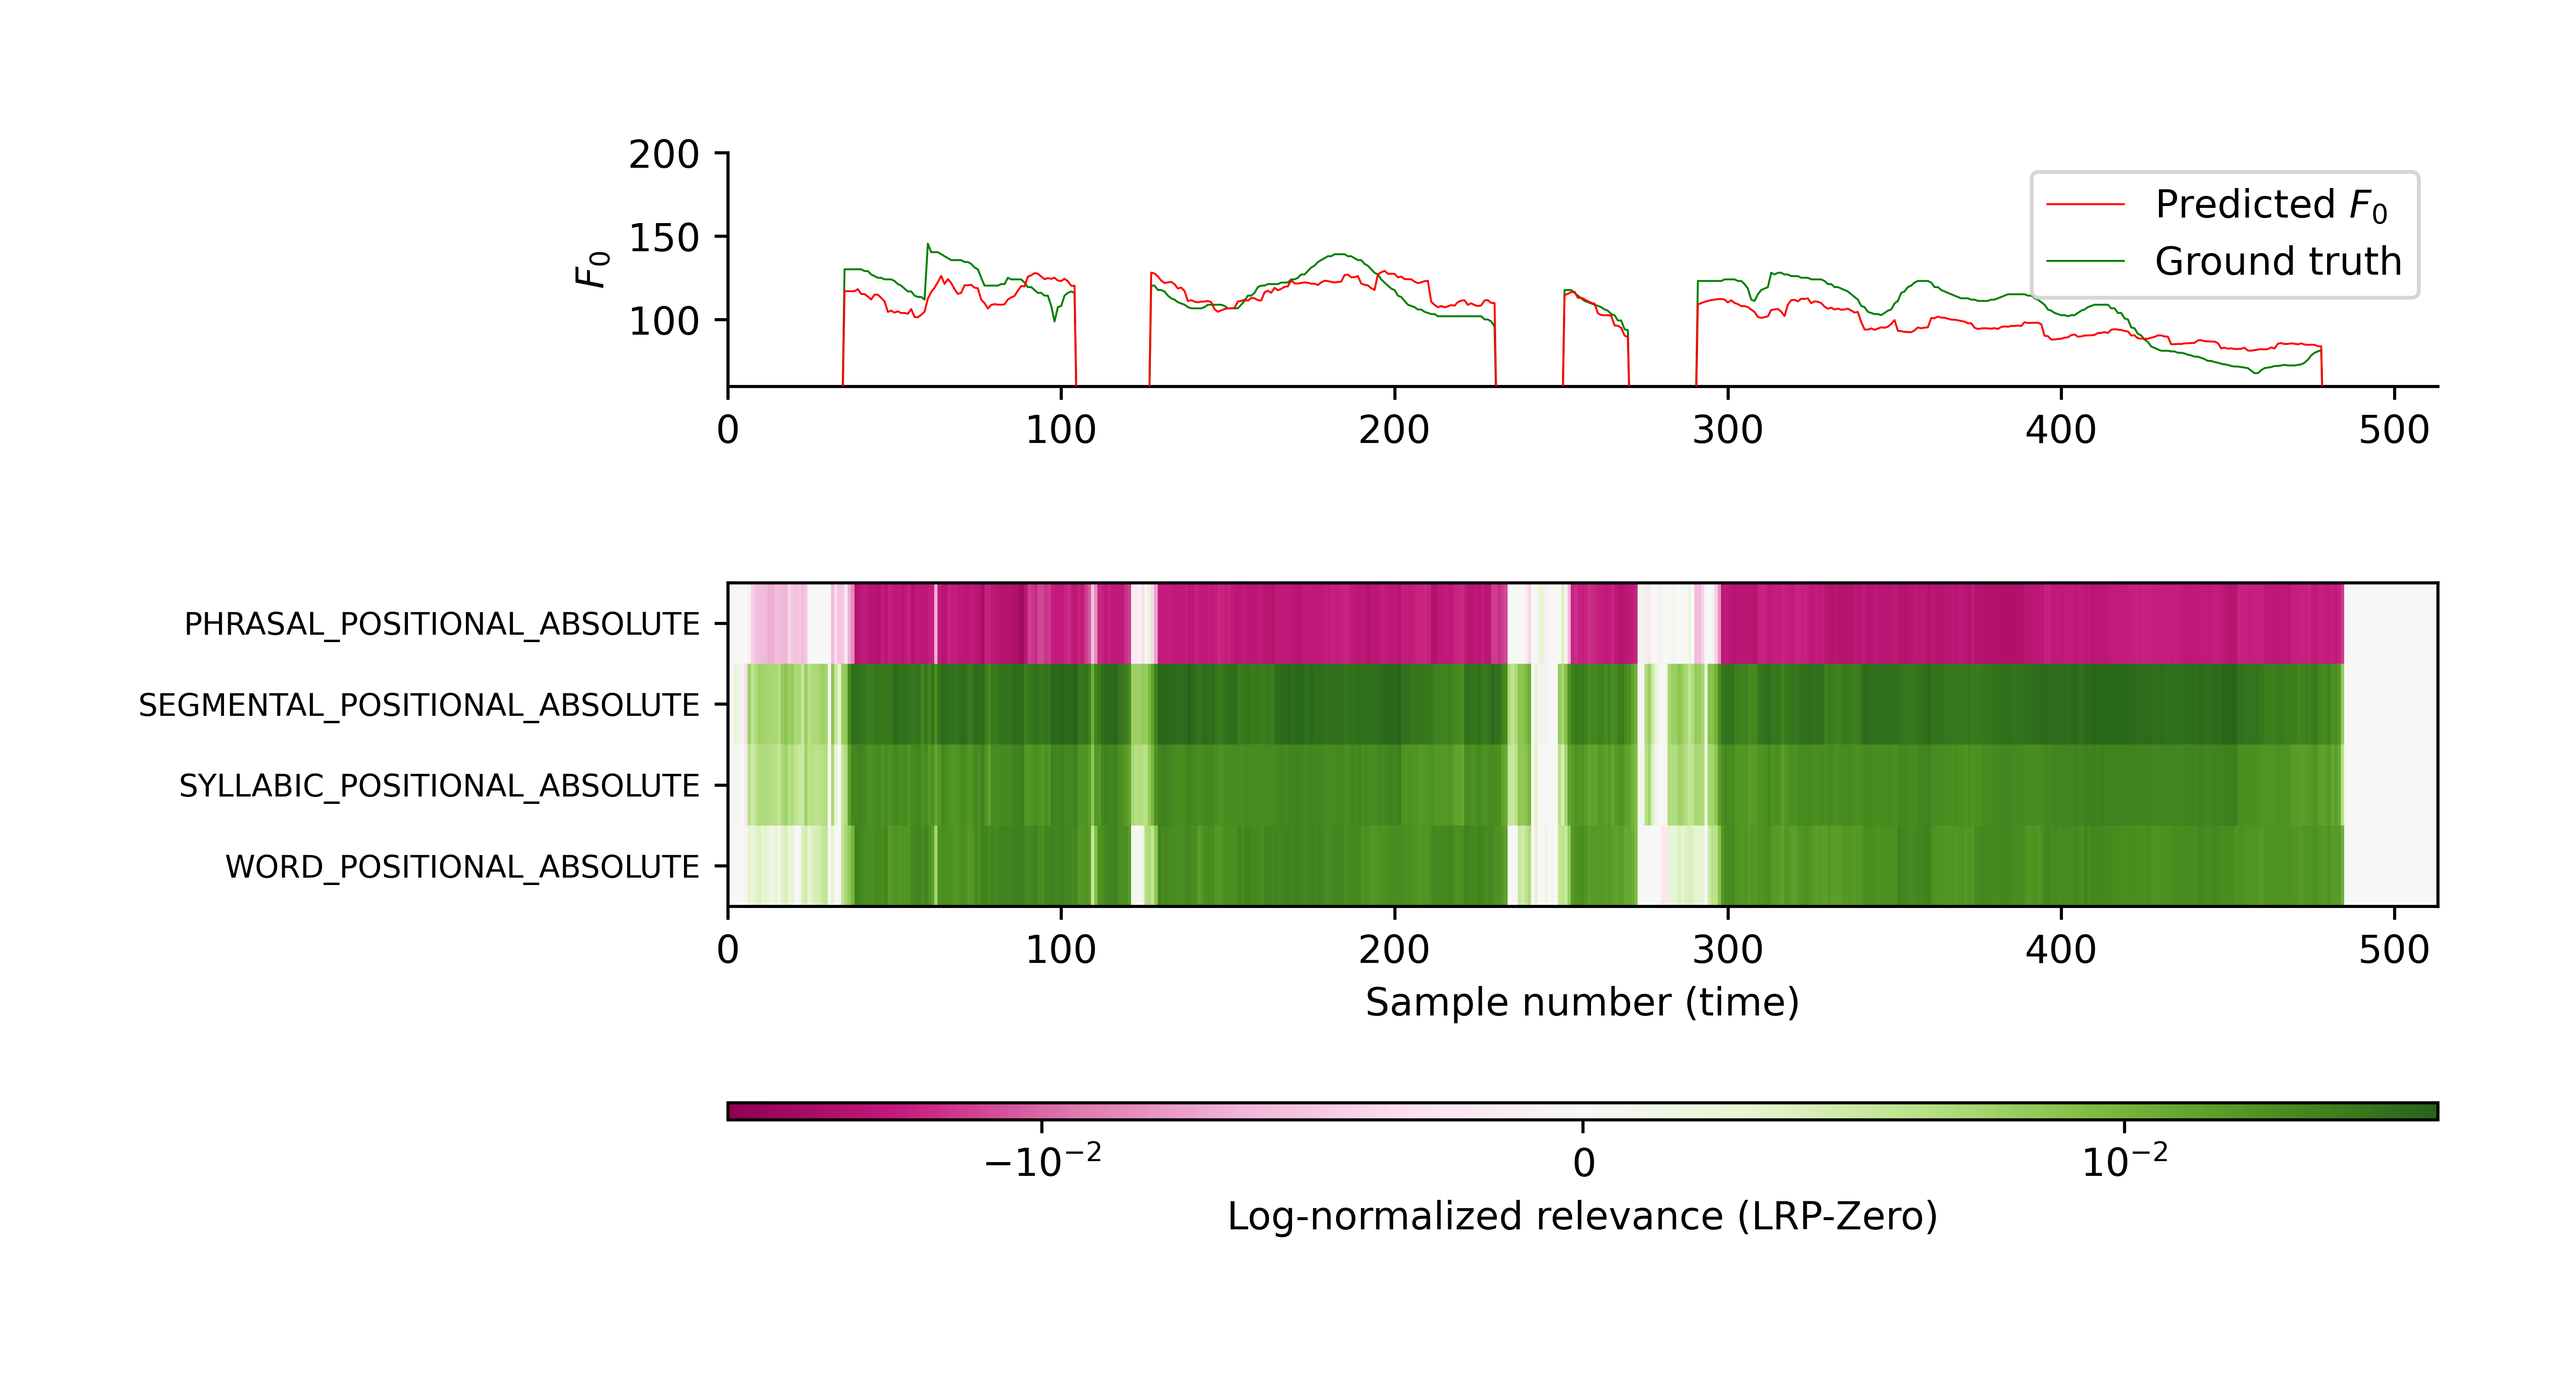 200
150
100
F₀
Predicted F₀
Ground truth
0 100 200 300 400 500
PHRASAL_POSITIONAL_ABSOLUTE
SEGMENTAL_POSITIONAL_ABSOLUTE
SYLLABIC_POSITIONAL_ABSOLUTE
WORD_POSITIONAL_ABSOLUTE
0 100 200 300 400 500
Sample number (time)
−10⁻² 0 10⁻²
Log-normalized relevance (LRP-Zero)